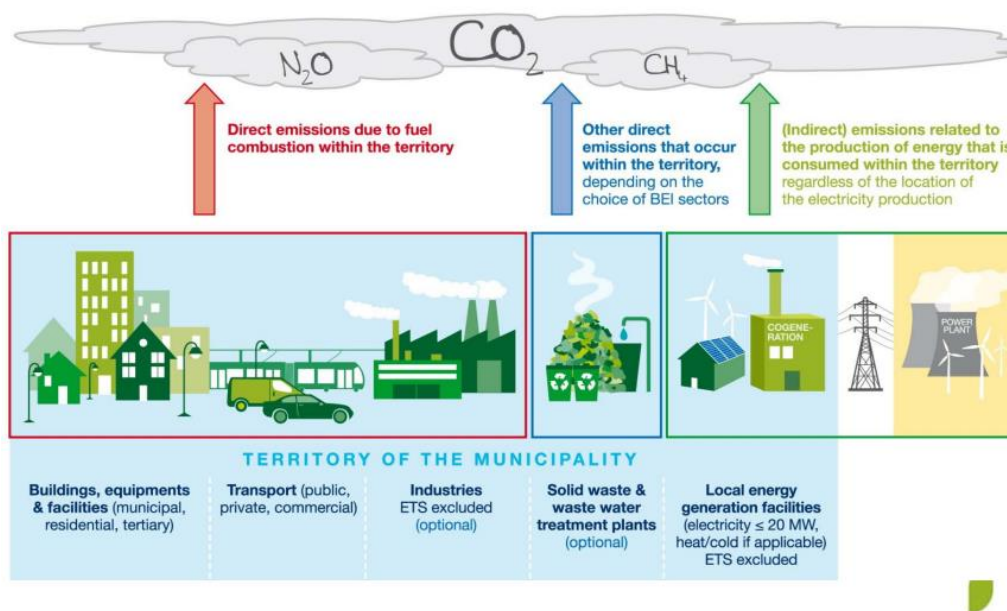 CO₂
N₂O
CH₄
Direct emissions due to fuel
combustion within the territory
Other direct
emissions that occur
within the territory,
depending on the
choice of BEI sectors
(Indirect) emissions related to
the production of energy that is
consumed within the territory
regardless of the location of
the electricity production
COGENE-
RATION
POWER
PLANT
TERRITORY OF THE MUNICIPALITY
Buildings, equipments
& facilities (municipal,
residential, tertiary)
Transport (public,
private, commercial)
Industries
ETS excluded
(optional)
Solid waste &
waste water
treatment plants
(optional)
Local energy
generation facilities
(electricity ≤ 20 MW,
heat/cold if applicable)
ETS excluded